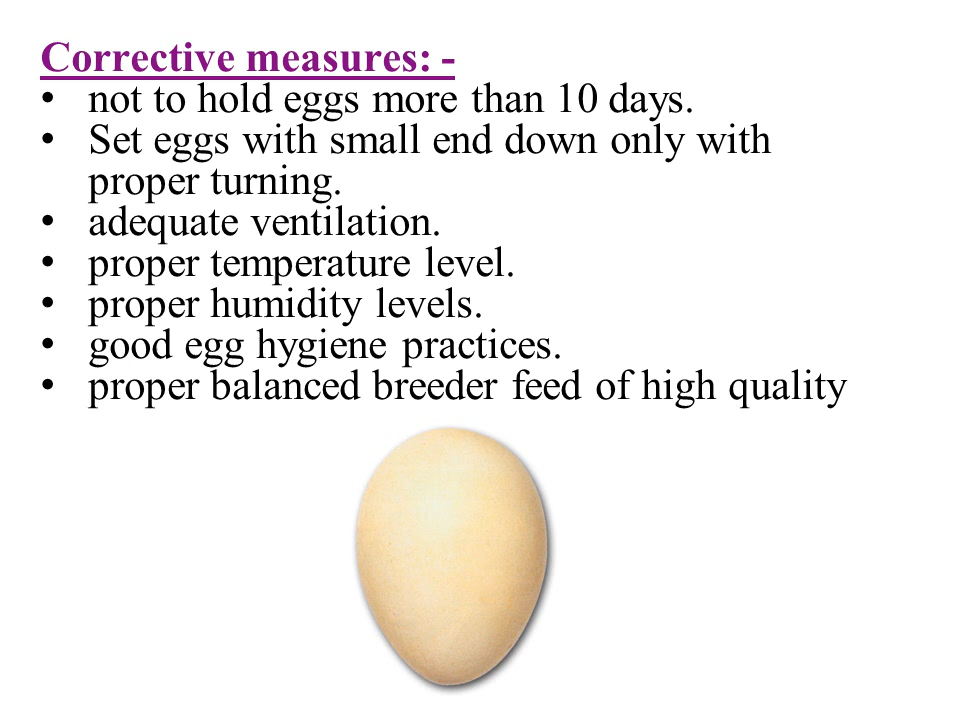 Corrective measures: -
• not to hold eggs more than 10 days.
• Set eggs with small end down only with
proper turning.
• adequate ventilation.
• proper temperature level.
• proper humidity levels.
• good egg hygiene practices.
• proper balanced breeder feed of high quality